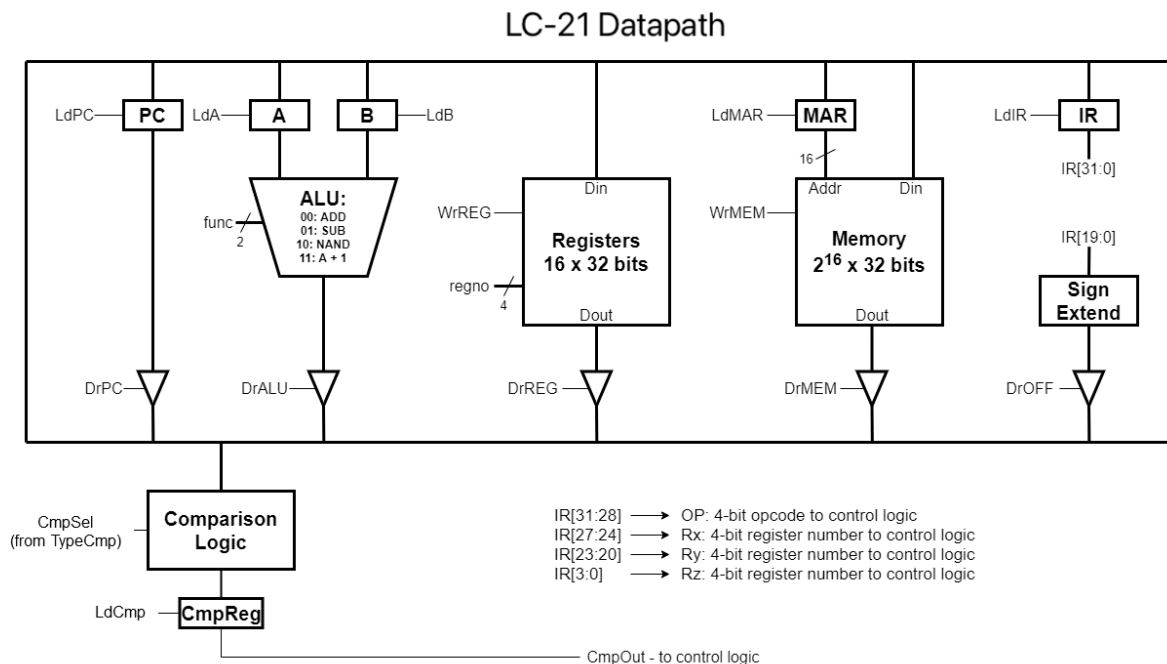 LC-21 Datapath
LdPC
PC
LdA
A
B
LdB
LdMAR
MAR
LdIR
IR
16
IR[31:0]
ALU:
00: ADD
01: SUB
10: NAND
11: A + 1
func
2
Din
WrREG
Registers
16 x 32 bits
regno
4
Dout
Addr
Din
WrMEM
Memory
2^16 x 32 bits
Dout
IR[19:0]
Sign
Extend
DrPC
DrALU
DrREG
DrMEM
DrOFF
CmpSel
(from TypeCmp)
Comparison
Logic
LdCmp
CmpReg
CmpOut - to control logic
IR[31:28] → OP: 4-bit opcode to control logic
IR[27:24] → Rx: 4-bit register number to control logic
IR[23:20] → Ry: 4-bit register number to control logic
IR[3:0] → Rz: 4-bit register number to control logic